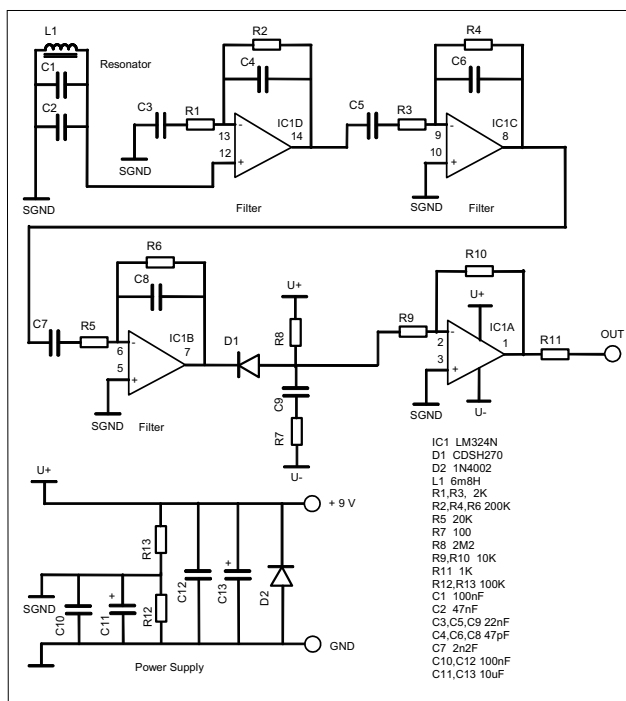 L1
C1
Resonator
C2
R2
C4
C3
R1
IC1D
13
14
12
-
+
SGND
SGND
Filter
R4
C6
C5
R3
IC1C
9
8
10
-
+
SGND
Filter
R6
C8
C7
R5
IC1B
6
7
5
-
+
SGND
Filter
D1
U+
R8
C9
R7
U-
R10
R9
U+
IC1A
2
1
3
-
+
SGND
U-
R11
OUT
U+
+ 9 V
R13
SGND
C10
+
C11
R12
C12
+
C13
D2
GND
Power Supply
IC1 LM324N
D1 CDSH270
D2 1N4002
L1 6m8H
R1,R3, 2K
R2,R4,R6 200K
R5 20K
R7 100
R8 2M2
R9,R10 10K
R11 1K
R12,R13 100K
C1 100nF
C2 47nF
C3,C5,C9 22nF
C4,C6,C8 47pF
C7 2n2F
C10,C12 100nF
C11,C13 10uF